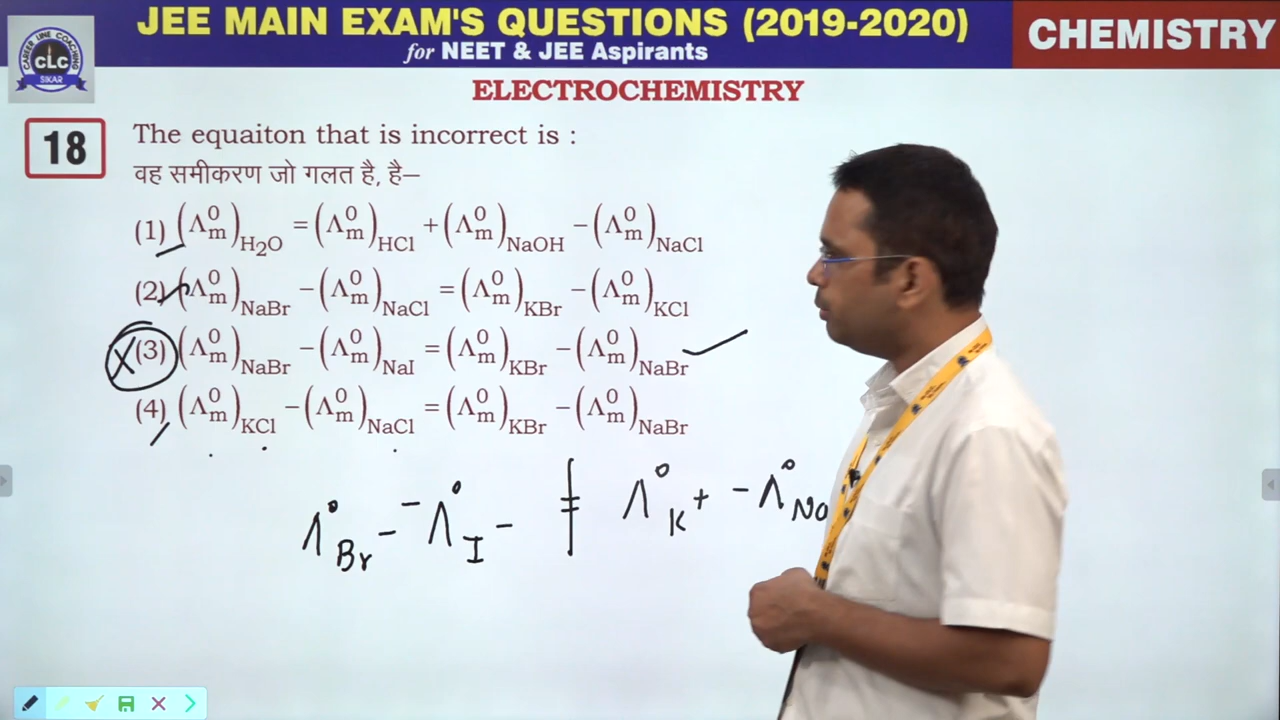 JEE MAIN EXAM'S QUESTIONS (2019-2020)
for NEET & JEE Aspirants
CHEMISTRY
CAREER LINE COACHING
CLC
SIKAR
ELECTROCHEMISTRY
18
The equaiton that is incorrect is :
वह समीकरण जो गलत है, है–
(1) (Λ⁰m)H2O = (Λ⁰m)HCl + (Λ⁰m)NaOH − (Λ⁰m)NaCl
(2) (Λ⁰m)NaBr − (Λ⁰m)NaCl = (Λ⁰m)KBr − (Λ⁰m)KCl
(3) (Λ⁰m)NaBr − (Λ⁰m)NaI = (Λ⁰m)KBr − (Λ⁰m)NaBr
(4) (Λ⁰m)KCl − (Λ⁰m)NaCl = (Λ⁰m)KBr − (Λ⁰m)NaBr
Λ°Br− − Λ°I− ≠ Λ°K+ − Λ°Na